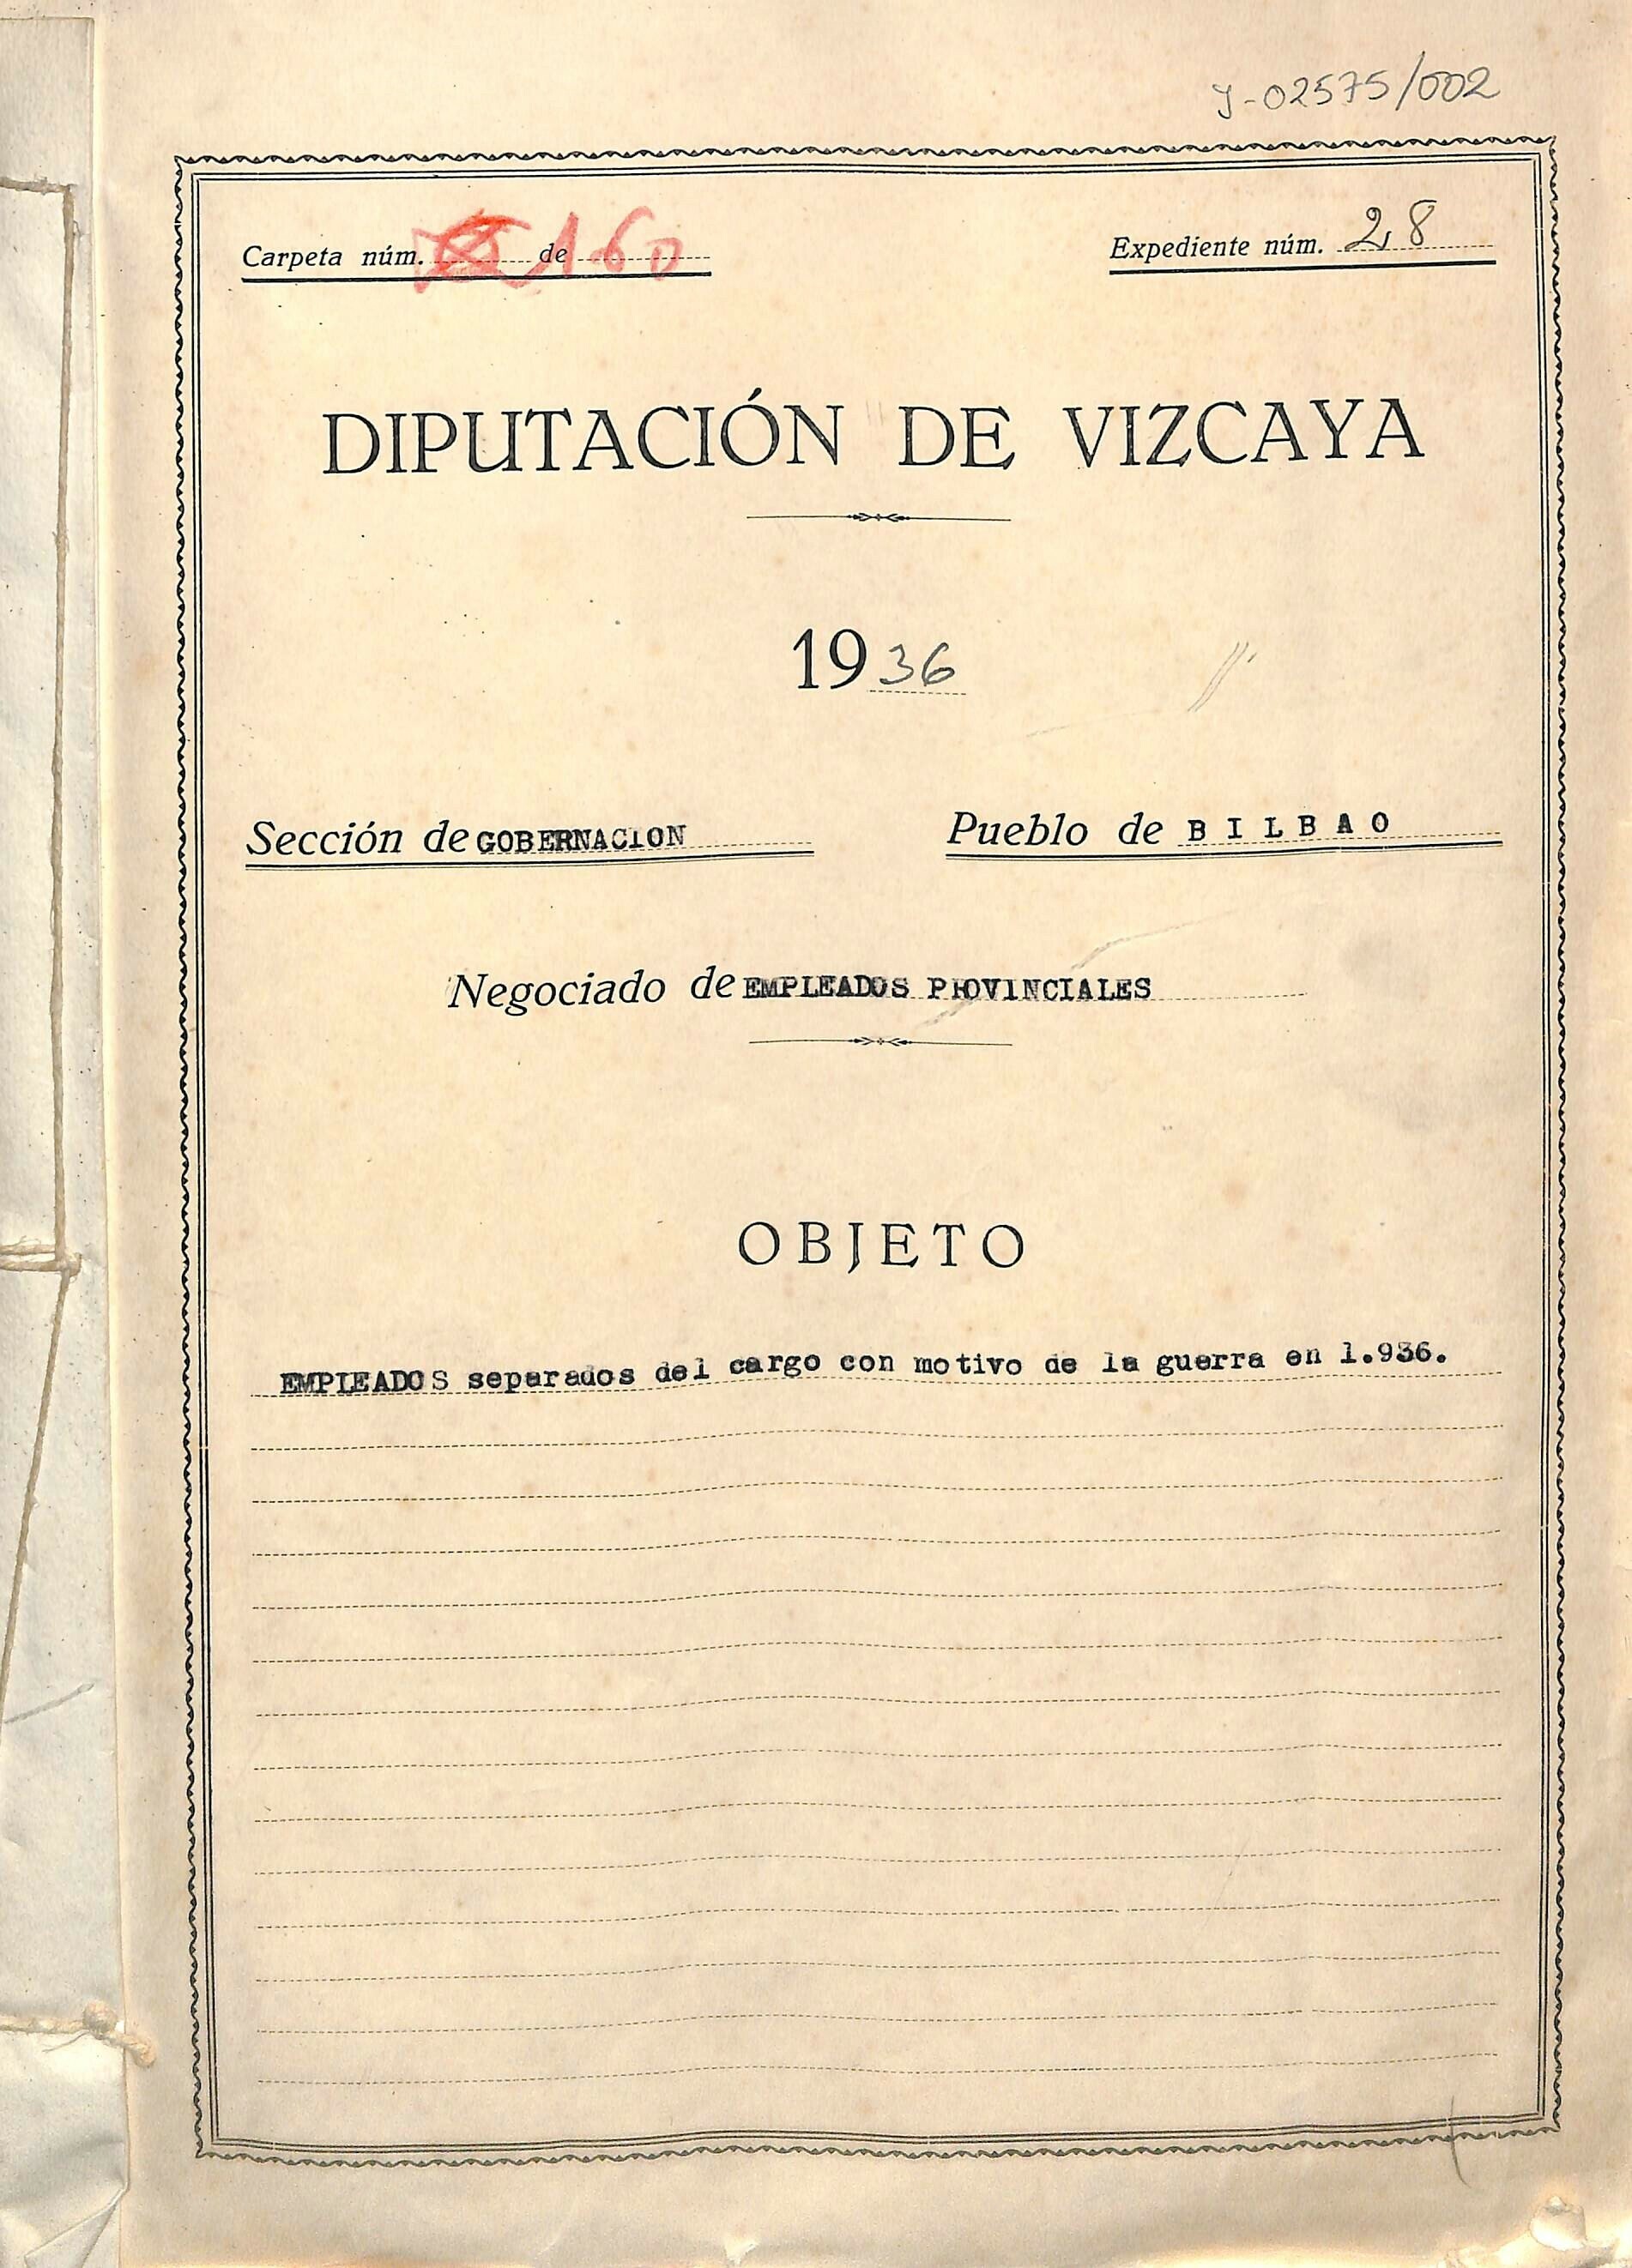 J-02575/002
Carpeta núm. de 160
Expediente núm. 28
DIPUTACIÓN DE VIZCAYA
1936
Sección de GOBERNACION
Pueblo de B I L B A O
Negociado de EMPLEADOS PROVINCIALES
OBJETO
EMPLEADOS separados del cargo con motivo de la guerra en 1.936.